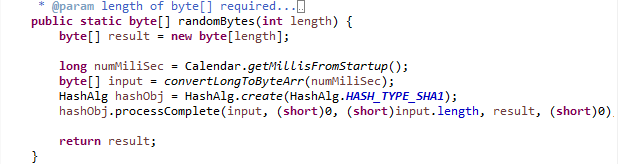 * @param length of byte[] required...
public static byte[] randomBytes(int length) {
byte[] result = new byte[length];
long numMiliSec = Calendar.getMillisFromStartup();
byte[] input = convertLongToByteArr(numMiliSec);
HashAlg hashObj = HashAlg.create(HashAlg.HASH_TYPE_SHA1);
hashObj.processComplete(input, (short)0, (short)input.length, result, (short)0)
return result;
}